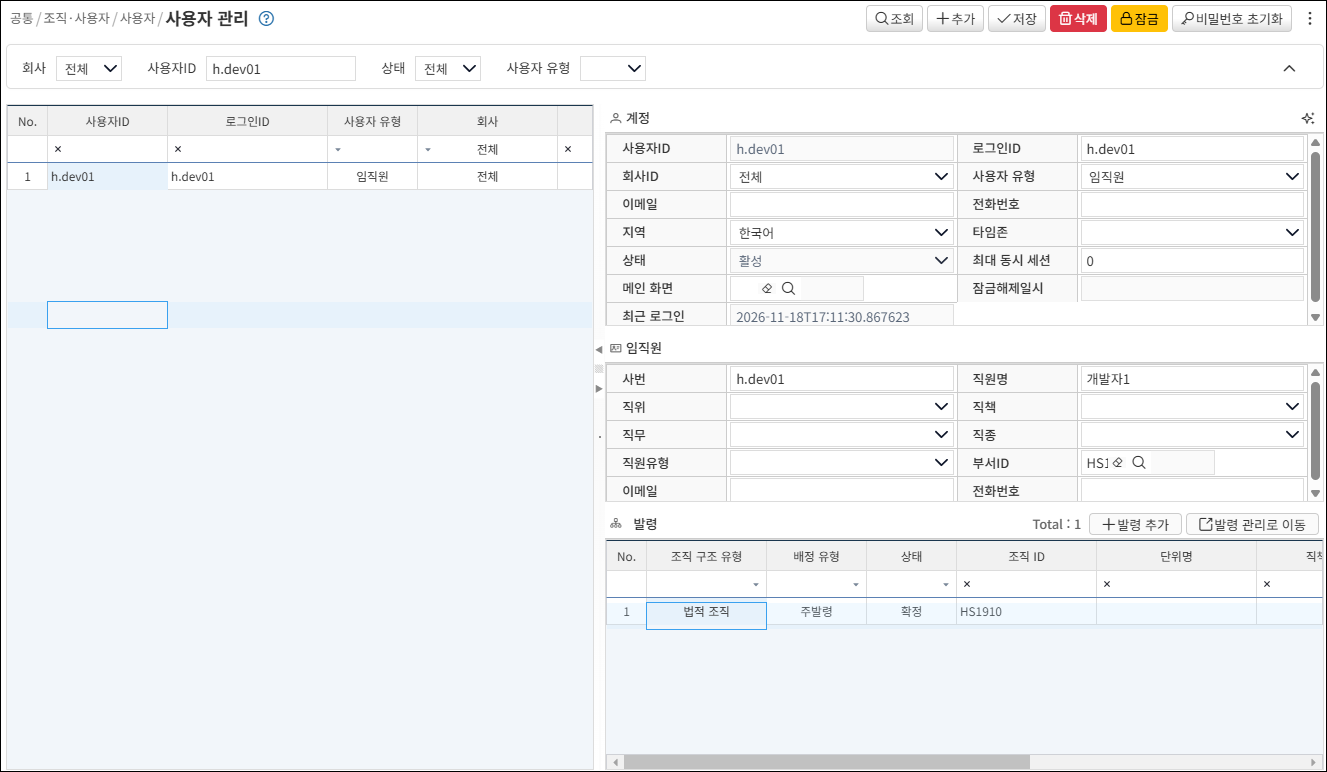 공통 / 조직·사용자 / 사용자 / 사용자 관리 ?
조회 추가 저장 삭제 잠금 비밀번호 초기화
회사 전체 사용자ID h.dev01 상태 전체 사용자 유형
No. 사용자ID 로그인ID 사용자 유형 회사
전체
1 h.dev01 h.dev01 임직원 전체
계정
사용자ID h.dev01 로그인ID h.dev01
회사ID 전체 사용자 유형 임직원
이메일 전화번호
지역 한국어 타임존
상태 활성 최대 동시 세션 0
메인 화면 잠금해제일시
최근 로그인 2026-11-18T17:11:30.867623
임직원
사번 h.dev01 직원명 개발자1
직위 직책
직무 직종
직원유형 부서ID HS1
이메일 전화번호
발령 Total : 1 발령 추가 발령 관리로 이동
No. 조직 구조 유형 배정 유형 상태 조직 ID 단위명 직책
1 법적 조직 주발령 확정 HS1910